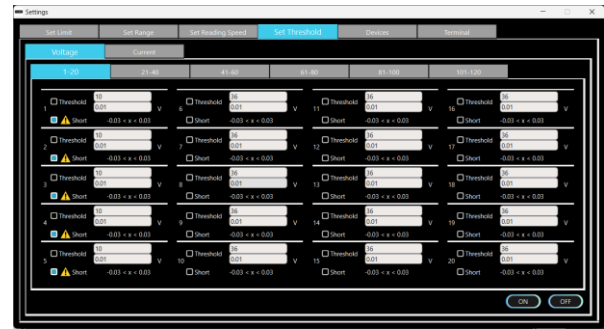 Settings
Set Limit Set Range Set Reading Speed Set Threshold Devices Terminal
Voltage Current
1-20 21-40 41-60 61-80 81-100 101-120
10 36 36 36
1 Threshold 0.01 V 6 Threshold 0.01 V 11 Threshold 0.01 V 16 Threshold 0.01 V
Short -0.03 < x < 0.03 Short -0.03 < x < 0.03 Short -0.03 < x < 0.03 Short -0.03 < x < 0.03
10 36 36 36
2 Threshold 0.01 V 7 Threshold 0.01 V 12 Threshold 0.01 V 17 Threshold 0.01 V
Short -0.03 < x < 0.03 Short -0.03 < x < 0.03 Short -0.03 < x < 0.03 Short -0.03 < x < 0.03
10 36 36 36
3 Threshold 0.01 V 8 Threshold 0.01 V 13 Threshold 0.01 V 18 Threshold 0.01 V
Short -0.03 < x < 0.03 Short -0.03 < x < 0.03 Short -0.03 < x < 0.03 Short -0.03 < x < 0.03
10 36 36 36
4 Threshold 0.01 V 9 Threshold 0.01 V 14 Threshold 0.01 V 19 Threshold 0.01 V
Short -0.03 < x < 0.03 Short -0.03 < x < 0.03 Short -0.03 < x < 0.03 Short -0.03 < x < 0.03
10 36 36 36
5 Threshold 0.01 V 10 Threshold 0.01 V 15 Threshold 0.01 V 20 Threshold 0.01 V
Short -0.03 < x < 0.03 Short -0.03 < x < 0.03 Short -0.03 < x < 0.03 Short -0.03 < x < 0.03
ON OFF